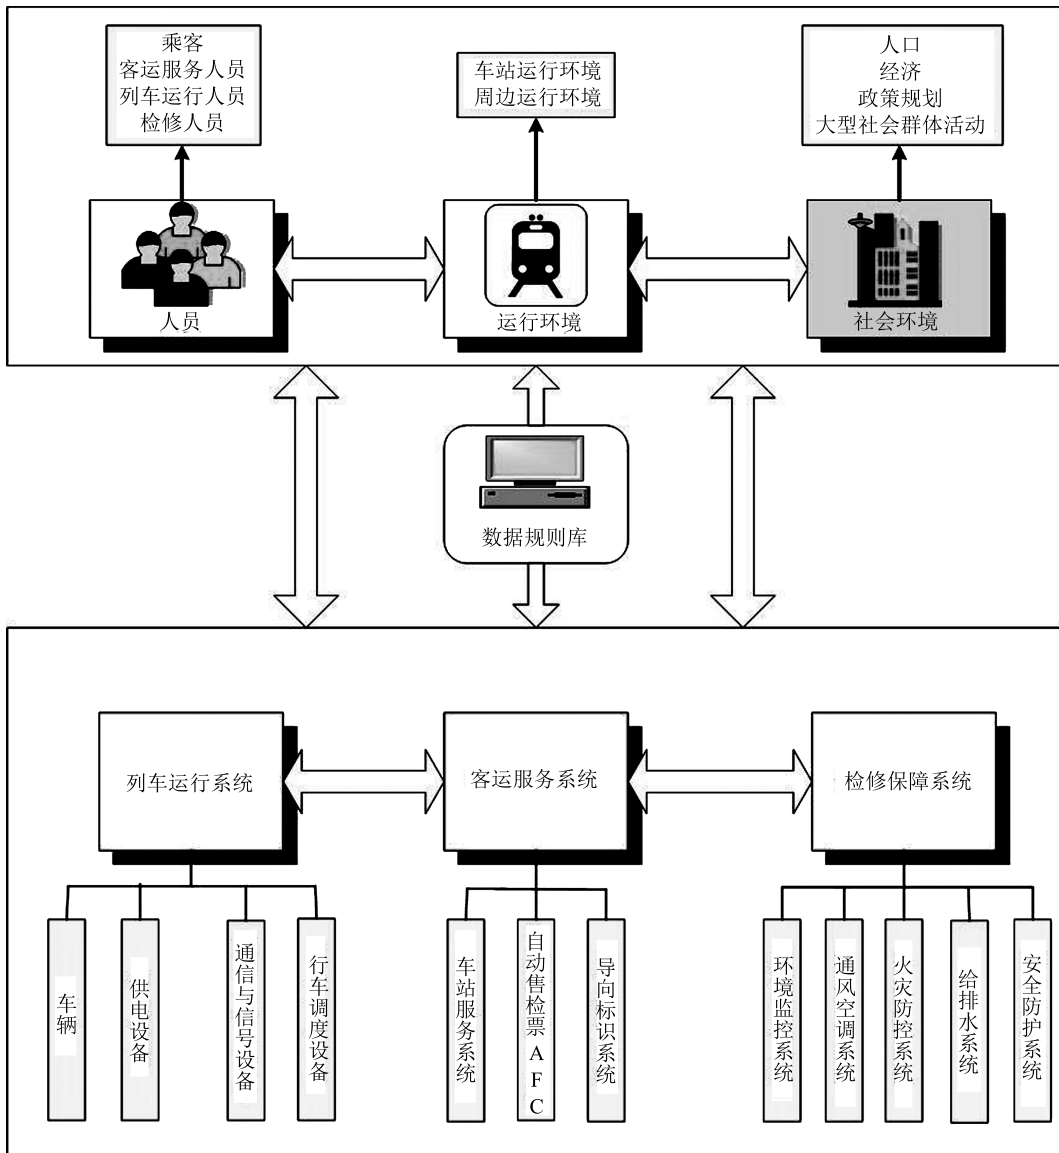 乘客
客运服务人员
列车运行人员
检修人员
车站运行环境
周边运行环境
人口
经济
政策规划
大型社会群体活动
人员
运行环境
社会环境
数据规则库
列车运行系统
客运服务系统
检修保障系统
车辆
供电设备
通信与信号设备
行车调度设备
车站服务系统
自动售检票AFC
导向标识系统
环境监控系统
通风空调系统
火灾防控系统
给排水系统
安全防护系统